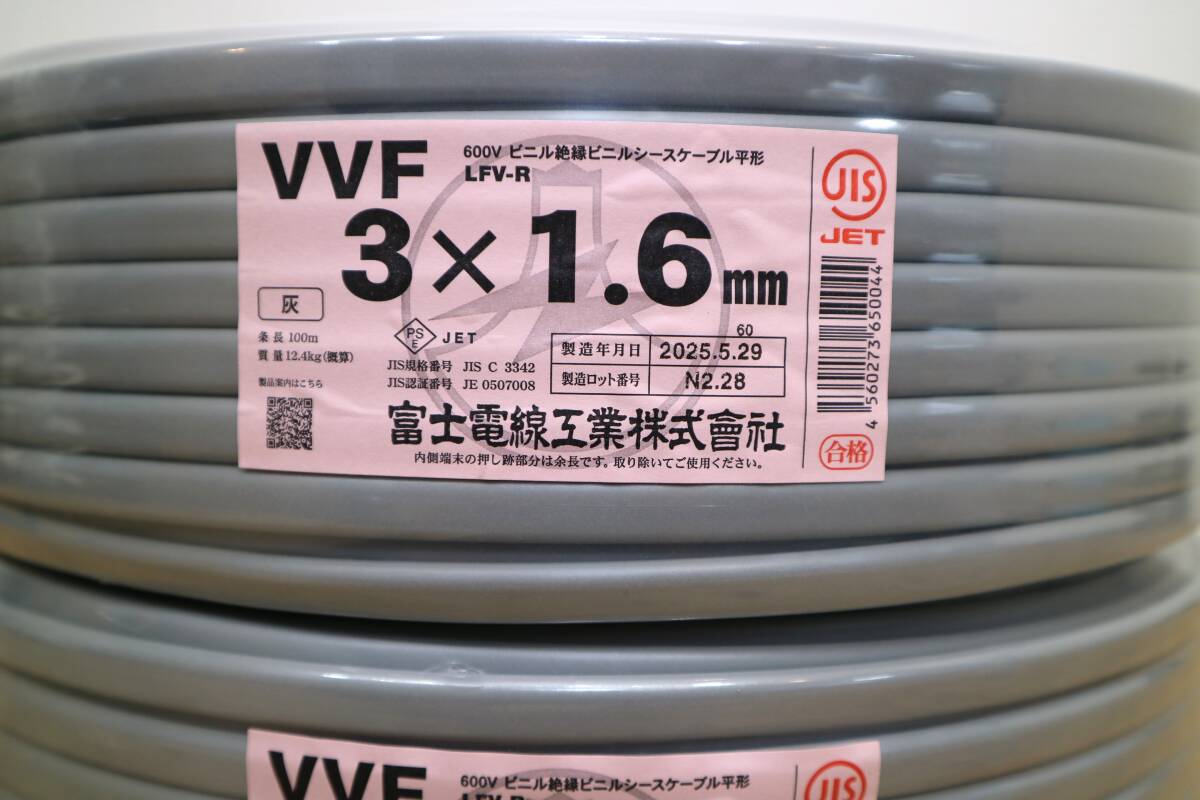 VVF
600V ビニル絶縁ビニルシースケーブル平形
LFV-R
3×1.6mm
灰
条長 100m
質量 12.4kg(概算)
製品案内はこちら
PS
E
JET
JIS規格番号 JIS C 3342
JIS認証番号 JE 0507008
60
製造年月日 2025.5.29
製造ロット番号 N2.28
富士電線工業株式會社
内側端末の押し跡部分は余長です。取り除いてご使用ください。
JIS
JET
4560273650044
合格
VVF
600V ビニル絶縁ビニルシースケーブル平形
LFV-R
JIS